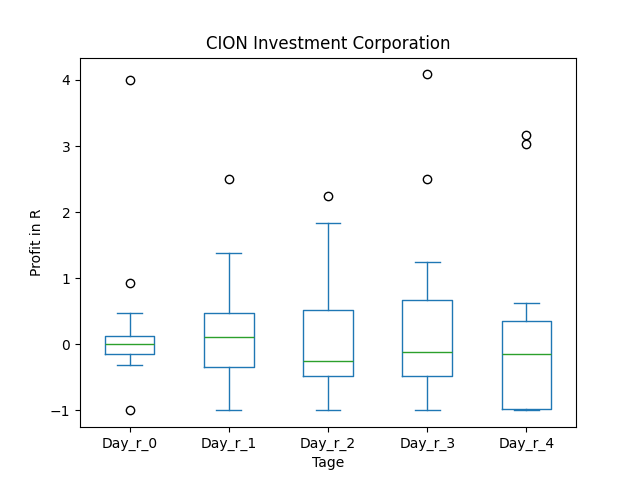 CION Investment Corporation
Profit in R
4
3
2
1
0
−1
Day_r_0 Day_r_1 Day_r_2 Day_r_3 Day_r_4
Tage